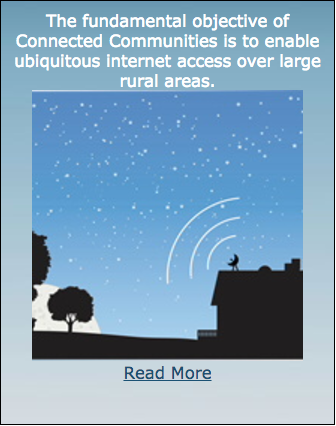 The fundamental objective of
Connected Communities is to enable
ubiquitous internet access over large
rural areas.
Read More